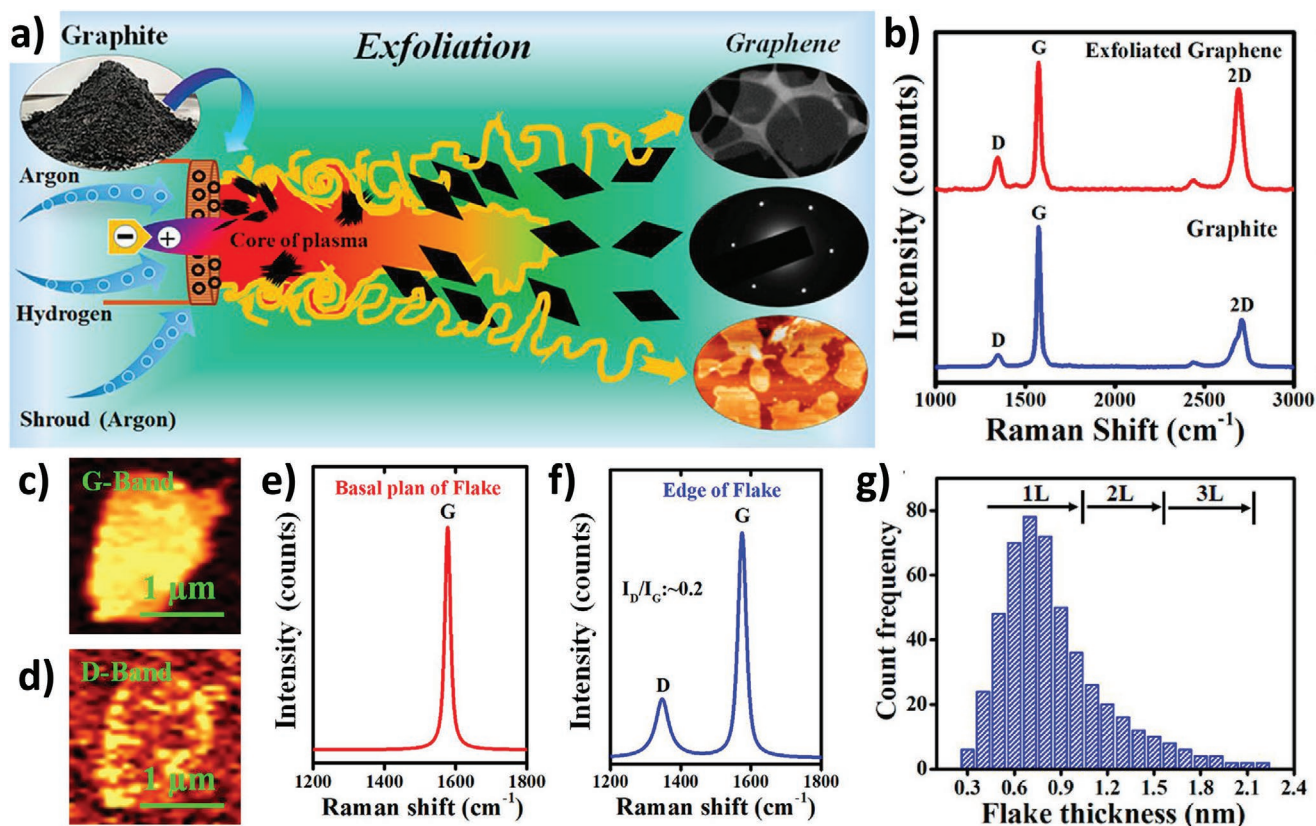 a)
Graphite
Exfoliation
Graphene
Argon
− +
Core of plasma
Hydrogen
Shroud (Argon)
b)
Intensity (counts)
Exfoliated Graphene
G
2D
D
Graphite
G
2D
D
1000 1500 2000 2500 3000
Raman Shift (cm⁻¹)
c)
G-Band
1 µm
d)
D-Band
1 µm
e)
Intensity (counts)
Basal plan of Flake
G
1200 1400 1600 1800
Raman shift (cm⁻¹)
f)
Intensity (counts)
Edge of Flake
G
I_D/I_G:~0.2
D
1200 1400 1600 1800
Raman shift (cm⁻¹)
g)
Count frequency
80
60
40
20
0
1L 2L 3L
0.3 0.6 0.9 1.2 1.5 1.8 2.1 2.4
Flake thickness (nm)